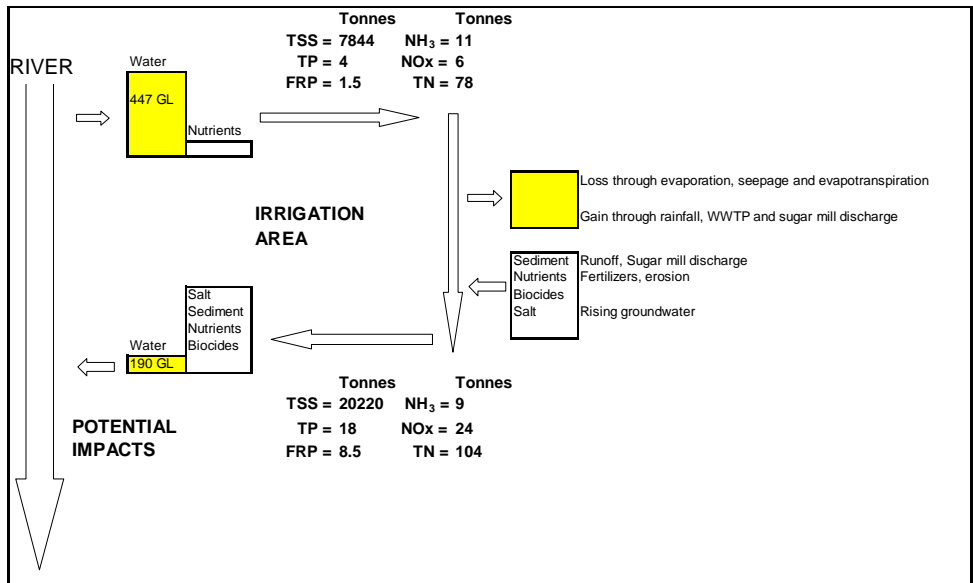 Tonnes Tonnes
TSS = 7844 NH₃ = 11
TP = 4 NOx = 6
FRP = 1.5 TN = 78
RIVER
Water
447 GL
Nutrients
Loss through evaporation, seepage and evapotranspiration
Gain through rainfall, WWTP and sugar mill discharge
IRRIGATION
AREA
Sediment Runoff, Sugar mill discharge
Nutrients Fertilizers, erosion
Biocides
Salt Rising groundwater
Salt
Sediment
Nutrients
Water Biocides
190 GL
Tonnes Tonnes
TSS = 20220 NH₃ = 9
TP = 18 NOx = 24
FRP = 8.5 TN = 104
POTENTIAL
IMPACTS